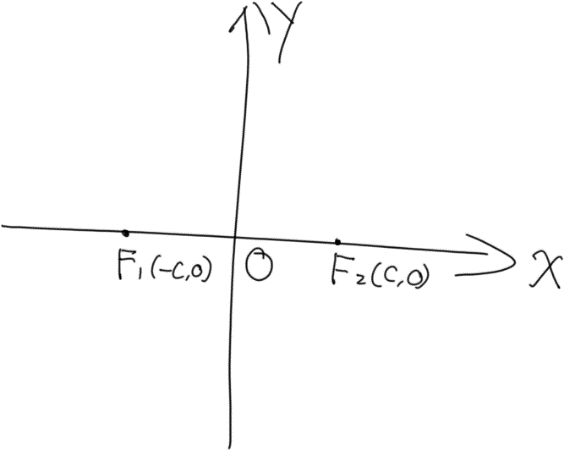 Y
F₁(-C,0) O F₂(C,0) X